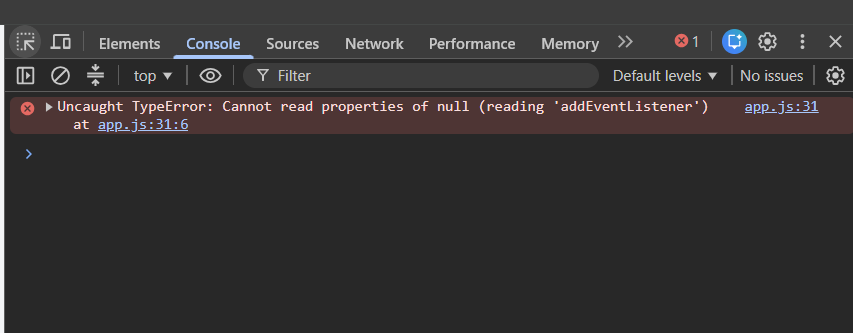 Elements Console Sources Network Performance Memory 1
top Filter Default levels No issues
Uncaught TypeError: Cannot read properties of null (reading 'addEventListener') app.js:31
at app.js:31:6